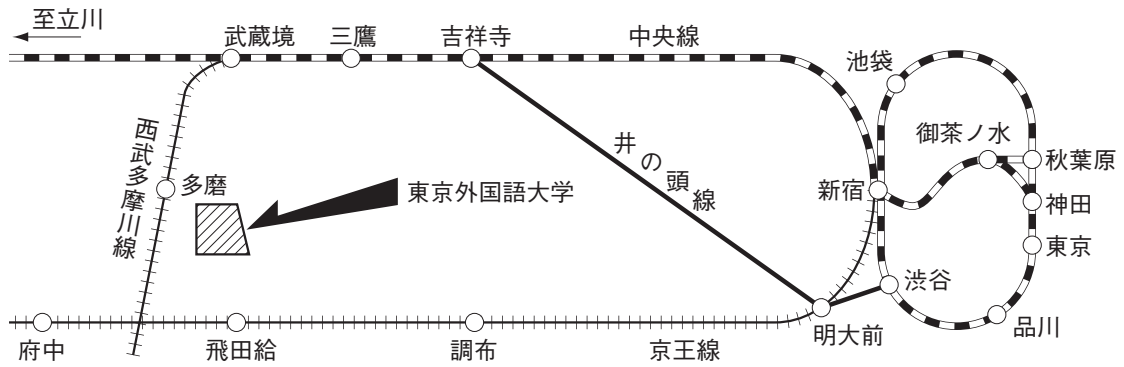 至立川
武蔵境
三鷹
吉祥寺
中央線
池袋
御茶ノ水
秋葉原
西武多摩川線
多磨
東京外国語大学
井の頭線
新宿
神田
東京
渋谷
品川
明大前
府中
飛田給
調布
京王線